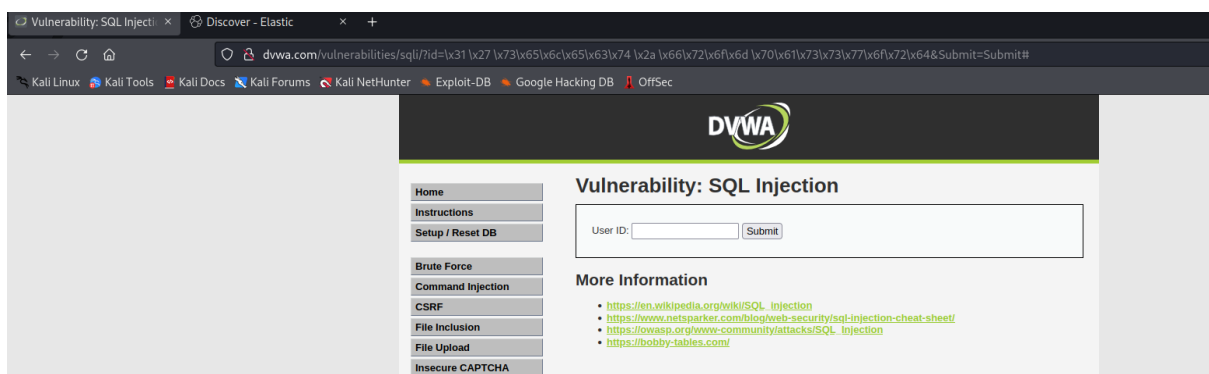 Vulnerability: SQL Injecti × Discover - Elastic × +
dvwa.com/vulnerabilities/sqli/?id=\x31 \x27 \x73\x65\x6c\x65\x63\x74 \x2a \x66\x72\x6f\x6d \x70\x61\x73\x73\x77\x6f\x72\x64&Submit=Submit#
Kali Linux Kali Tools Kali Docs Kali Forums Kali NetHunter Exploit-DB Google Hacking DB OffSec
DVWA
Vulnerability: SQL Injection
Home
Instructions
Setup / Reset DB
Brute Force
Command Injection
CSRF
File Inclusion
File Upload
Insecure CAPTCHA
User ID: Submit
More Information
https://en.wikipedia.org/wiki/SQL_injection
https://www.netsparker.com/blog/web-security/sql-injection-cheat-sheet/
https://owasp.org/www-community/attacks/SQL_Injection
https://bobby-tables.com/